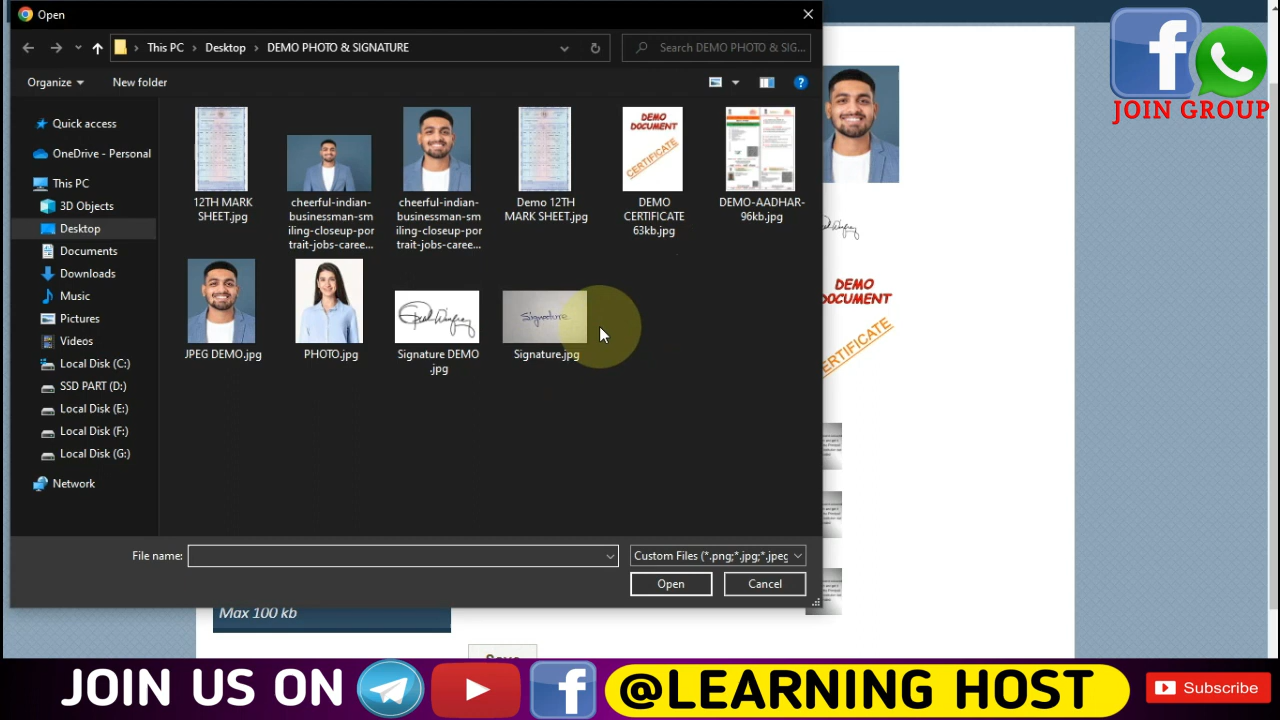 Open
This PC
Desktop
DEMO PHOTO & SIGNATURE
Search DEMO PHOTO & SIG...
Organize
New folder
Quick access
OneDrive - Personal
This PC
3D Objects
Desktop
Documents
Downloads
Music
Pictures
Videos
Local Disk (C:)
SSD PART (D:)
Local Disk (E:)
Local Disk (F:)
Network
DEMO
DOCUMENT
CERTIFICATE
12TH MARK
SHEET.jpg
cheerful-indian-
businessman-sm
iling-closeup-por
trait-jobs-caree...
cheerful-indian-
businessman-sm
iling-closeup-por
trait-jobs-caree...
Demo 12TH
MARK SHEET.jpg
DEMO
CERTIFICATE
63kb.jpg
DEMO-AADHAR-
96kb.jpg
Signature
JPEG DEMO.jpg
PHOTO.jpg
Signature DEMO
.jpg
Signature.jpg
File name:
Custom Files (*.png;*.jpg;*.jpeg
Open
Cancel
DEMO
DOCUMENT
ERTIFICATE
Max 100
Save
JOIN GROUP
JOIN US ON
@LEARNING HOST
Subscribe